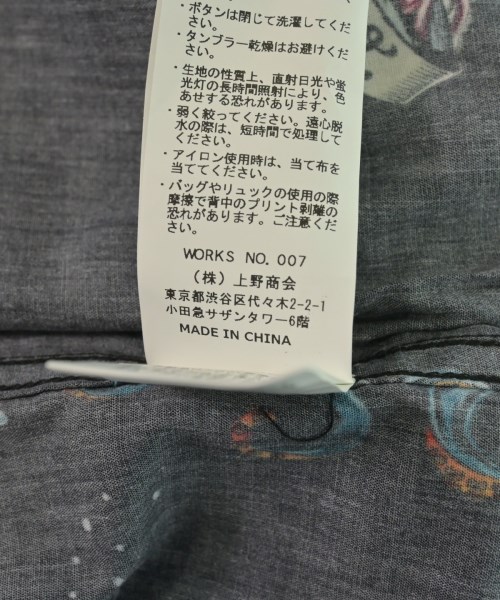 ・ボタンは閉じて洗濯してくだ
さい。
・タンブラー乾燥はお避けくだ
さい。
・生地の性質上、直射日光や蛍
光灯の長時間照射により、色
あせする恐れがあります。
・弱く絞ってください。遠心脱
水の際は、短時間で処理して
ください。
・アイロン使用時は、当て布を
当ててください。
・バッグやリュックの使用の際
摩擦で背中のプリント剥離の
恐れがあります。ご注意くだ
さい。
WORKS NO. 007
(株)上野商会
東京都渋谷区代々木2-2-1
小田急サザンタワー6階
MADE IN CHINA